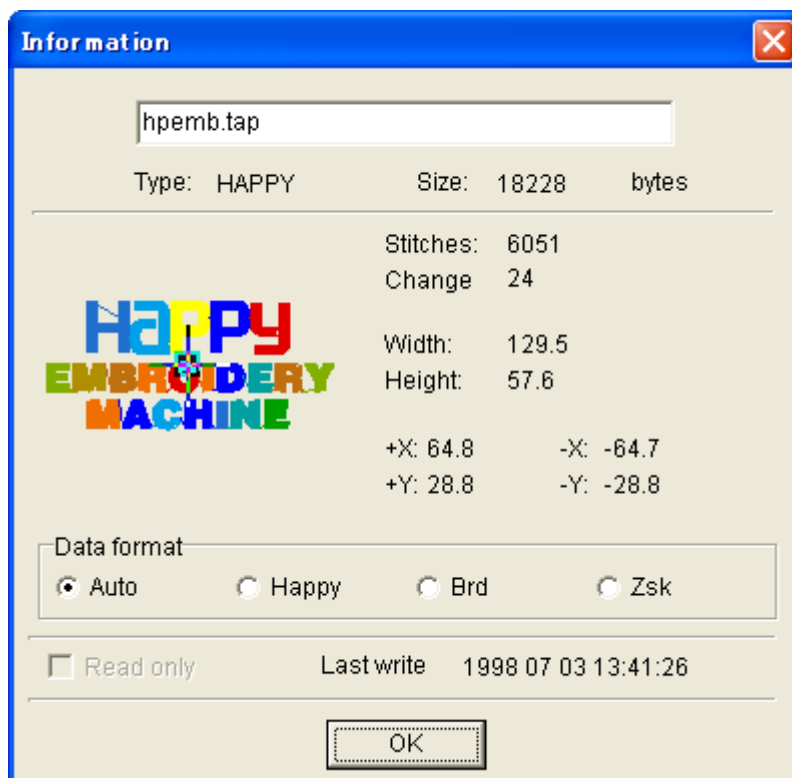 Information
hpemb.tap
Type: HAPPY Size: 18228 bytes
Stitches: 6051
Change 24
HaPPy
EMBROIDERY
MACHINE
Width: 129.5
Height: 57.6
+X: 64.8 -X: -64.7
+Y: 28.8 -Y: -28.8
Data format
Auto Happy Brd Zsk
Read only Last write 1998 07 03 13:41:26
OK